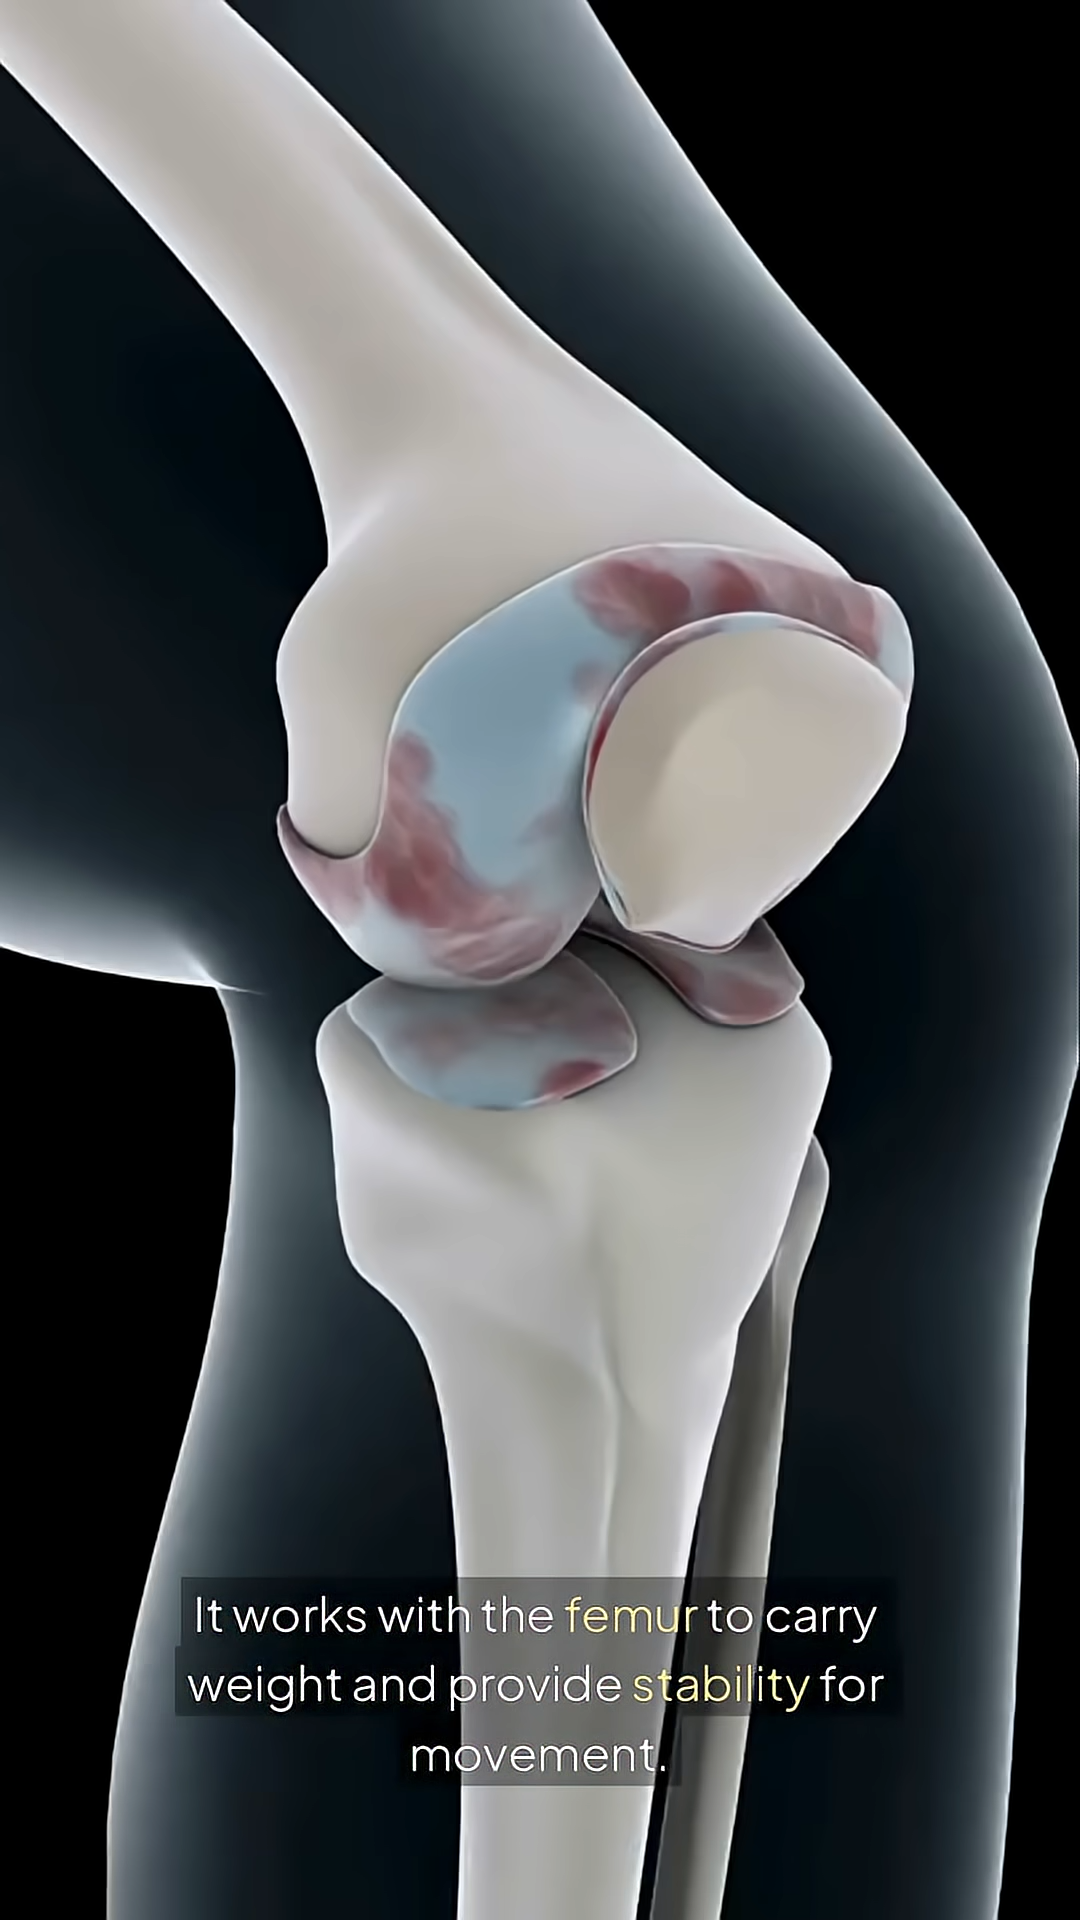 It works with the femur to carry
weight and provide stability for
movement.